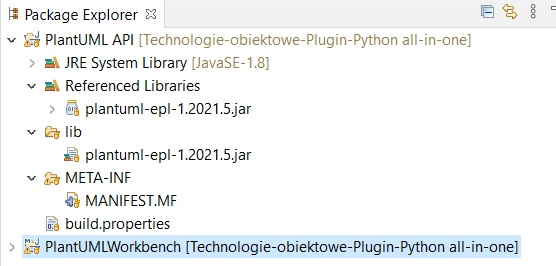 Package Explorer
PlantUML API [Technologie-obiektowe-Plugin-Python all-in-one]
JRE System Library [JavaSE-1.8]
Referenced Libraries
plantuml-epl-1.2021.5.jar
lib
plantuml-epl-1.2021.5.jar
META-INF
MANIFEST.MF
build.properties
PlantUMLWorkbench [Technologie-obiektowe-Plugin-Python all-in-one]